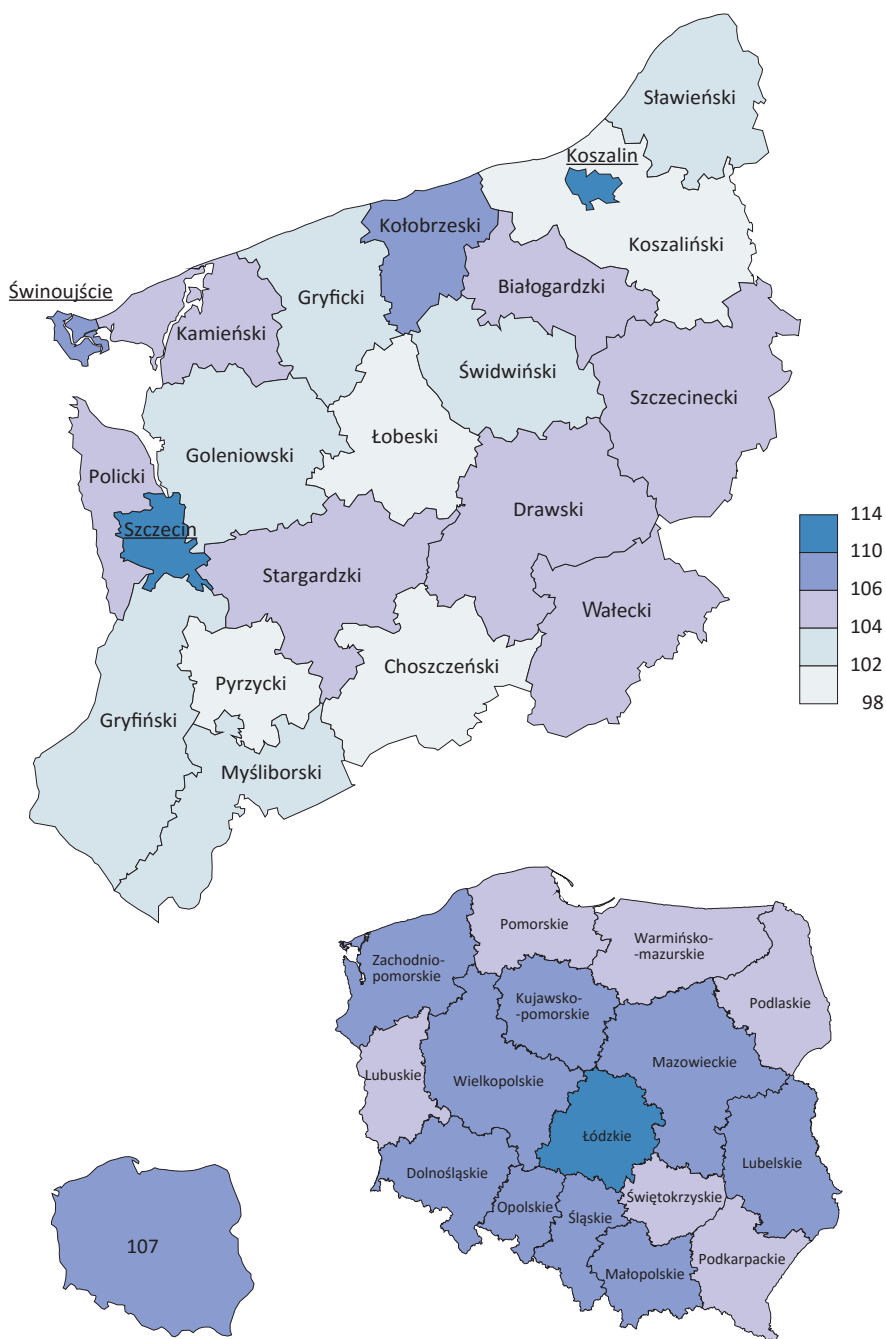 Sławieński
Koszalin
Kołobrzeski
Koszaliński
Świnoujście
Gryficki
Białogardzki
Kamieński
Świdwiński
Szczecinecki
Łobeski
Goleniowski
Policki
Drawski
114
Szczecin
110
Stargardzki
106
Wałecki
104
102
Choszczeński
Pyrzycki
98
Gryfiński
Myśliborski
Pomorskie
Warmińsko-
-mazurskie
Zachodnio-
pomorskie
Kujawsko-
-pomorskie
Podlaskie
Mazowieckie
Lubuskie
Wielkopolskie
Łódzkie
Lubelskie
Dolnośląskie
Świętokrzyskie
Opolskie
Śląskie
107
Podkarpackie
Małopolskie